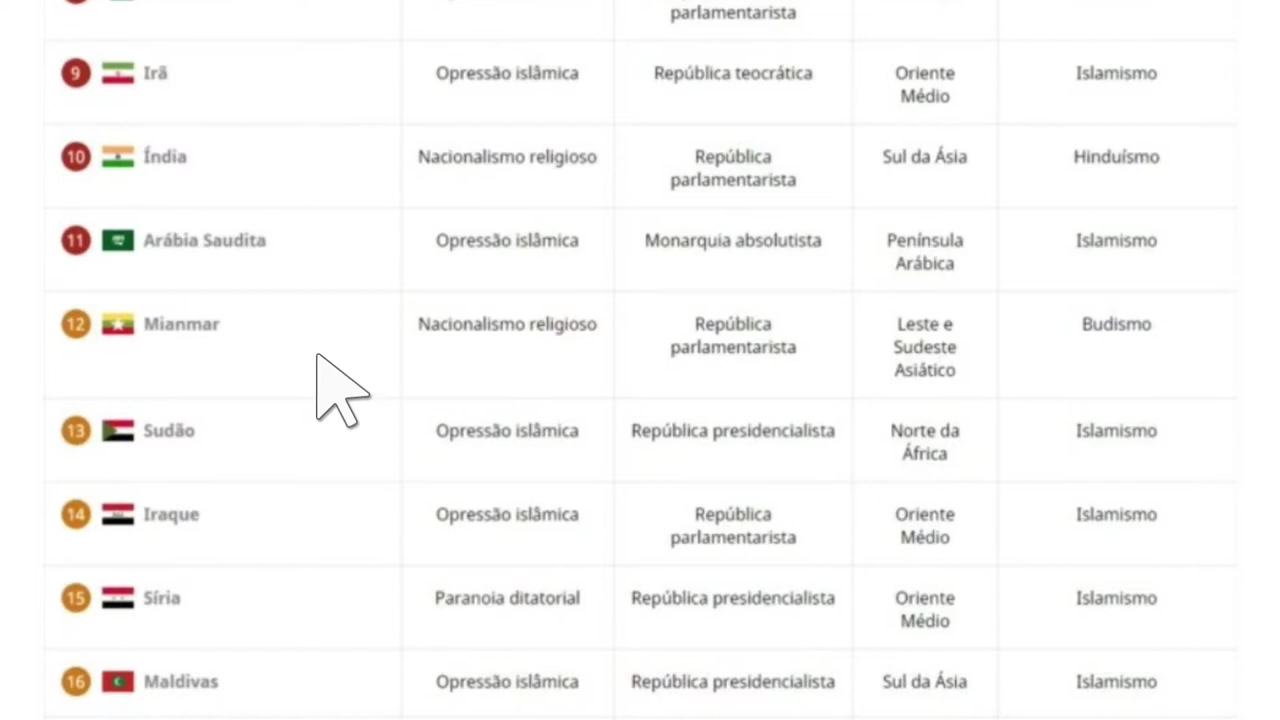 parlamentarista
9 Irã Opressão islâmica República teocrática Oriente
Médio Islamismo
10 Índia Nacionalismo religioso República
parlamentarista Sul da Ásia Hinduísmo
11 Arábia Saudita Opressão islâmica Monarquia absolutista Península
Arábica Islamismo
12 Mianmar Nacionalismo religioso República
parlamentarista Leste e
Sudeste
Asiático Budismo
13 Sudão Opressão islâmica República presidencialista Norte da
África Islamismo
14 Iraque Opressão islâmica República
parlamentarista Oriente
Médio Islamismo
15 Síria Paranoia ditatorial República presidencialista Oriente
Médio Islamismo
16 Maldivas Opressão islâmica República presidencialista Sul da Ásia Islamismo